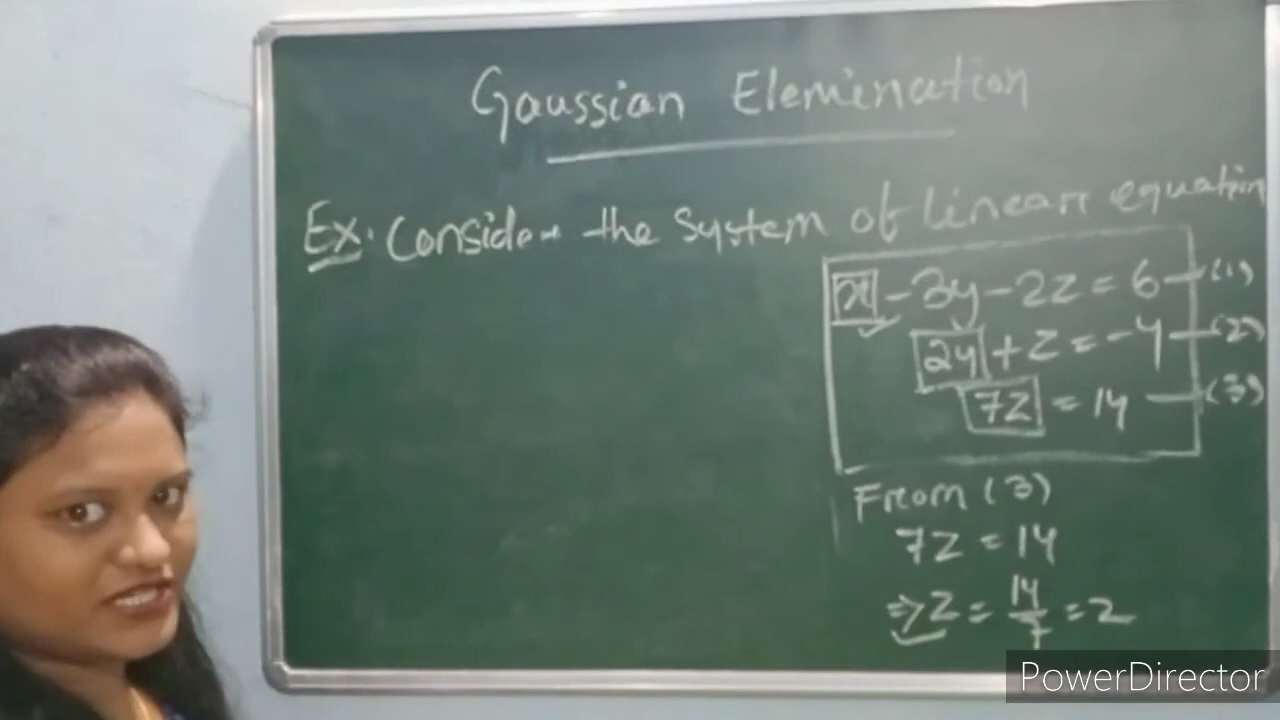 Gaussian Elemination
Ex. Consider the System of linear equation
x - 3y - 2z = 6 — (1)
2y + z = -4 — (2)
7z = 14 — (3)
From (3)
7z = 14
⇒ z = 14/7 = 2
PowerDirector